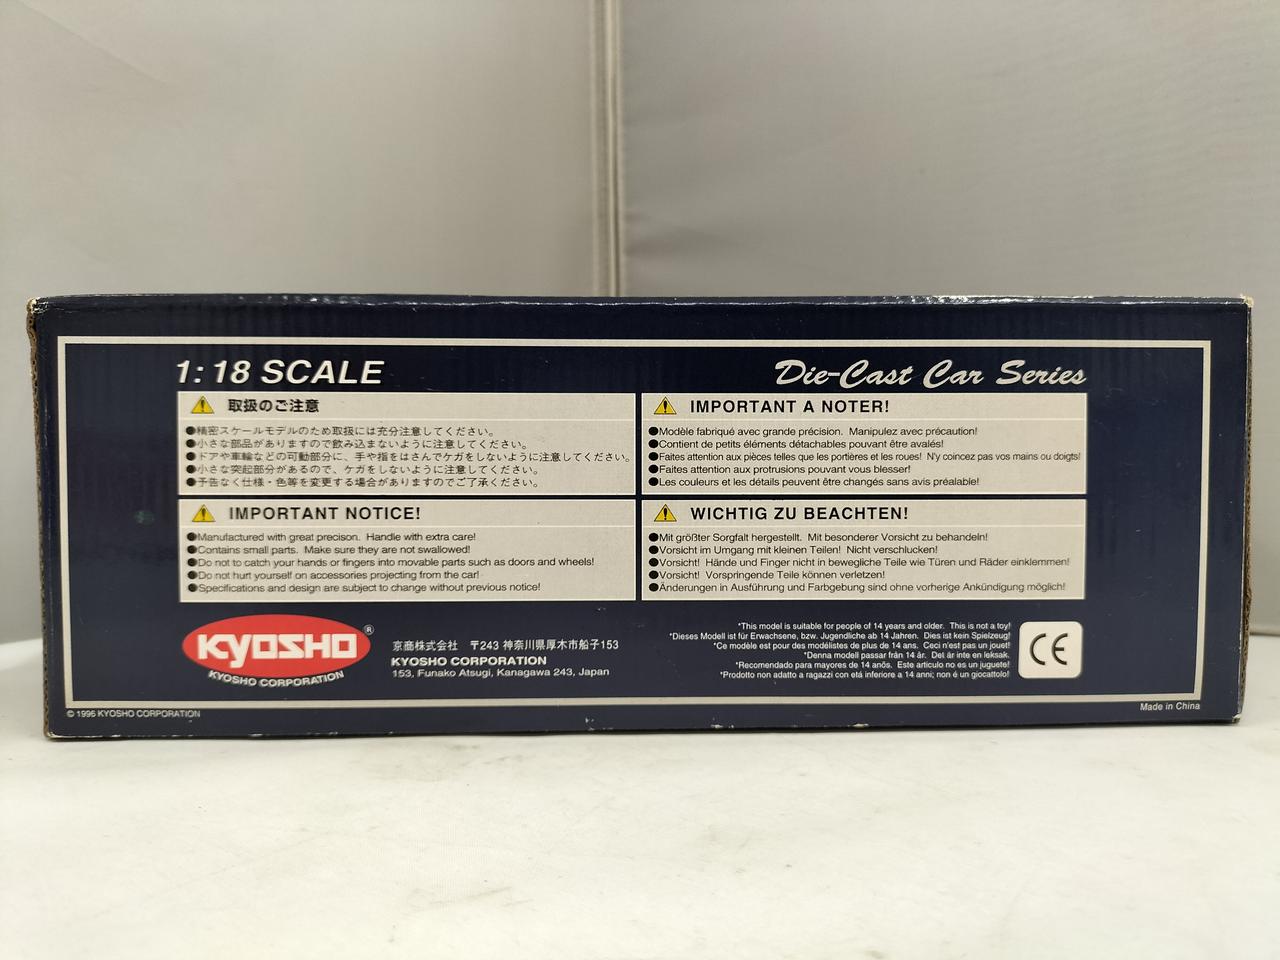 1:18 SCALE
Die-Cast Car Series
取扱のご注意
●精密スケールモデルのため取扱には充分注意してください。
●小さな部品がありますので飲み込まないように注意してください。
●ドアや車輪などの可動部分に、手や指をはさんでケガをしないように注意してください。
●小さな突起部分があるので、ケガをしないように注意してください。
●予告なく仕様・色等を変更する場合がありますのでご了承ください。
IMPORTANT A NOTER!
●Modèle fabriqué avec grande précision. Manipulez avec précaution!
●Contient de petits éléments détachables pouvant être avalés!
●Faites attention aux pièces telles que les portières et les roues! N'y coincez pas vos mains ou doigts!
●Faites attention aux protrusions pouvant vous blesser!
●Les couleurs et les détails peuvent être changés sans avis préalable!
IMPORTANT NOTICE!
●Manufactured with great precison. Handle with extra care!
●Contains small parts. Make sure they are not swallowed!
●Do not to catch your hands or fingers into movable parts such as doors and wheels!
●Do not hurt yourself on accessories projecting from the car!
●Specifications and design are subject to change without previous notice!
WICHTIG ZU BEACHTEN!
●Mit größter Sorgfalt hergestellt. Mit besonderer Vorsicht zu behandeln!
●Vorsicht im Umgang mit kleinen Teilen! Nicht verschlucken!
●Vorsicht! Hände und Finger nicht in bewegliche Teile wie Türen und Räder einklemmen!
●Vorsicht! Vorspringende Teile können verletzen!
●Änderungen in Ausführung und Farbgebung sind ohne vorherige Ankündigung möglich!
KYOSHO
®
KYOSHO CORPORATION
京商株式会社 〒243 神奈川県厚木市船子153
KYOSHO CORPORATION
153, Funako Atsugi, Kanagawa 243, Japan
*This model is suitable for people of 14 years and older. This is not a toy!
*Dieses Modell ist für Erwachsene, bzw. Jugendliche ab 14 Jahren. Dies ist kein Spielzeug!
*Ce modèle est pour des modélistes de plus de 14 ans. Ceci n'est pas un jouet!
*Denna modell passar från 14 år. Det är inte en leksak.
*Recomendado para mayores de 14 anõs. Este articulo no es un juguete!
*Prodotto non adatto a ragazzi con etá inferiore a 14 anni; non é un giocattolo!
CE
© 1996 KYOSHO CORPORATION
Made in China